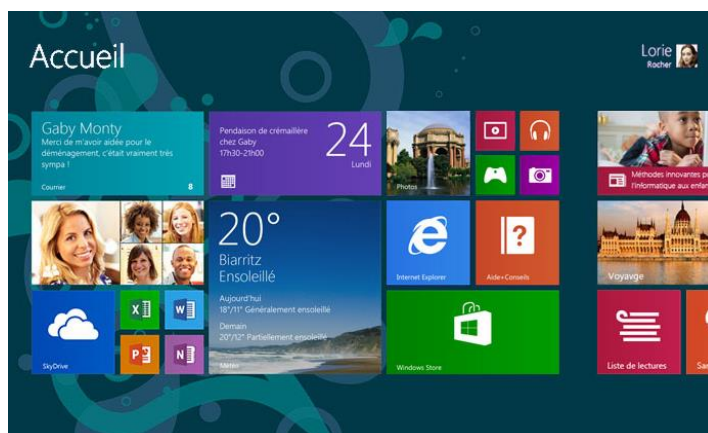 Accueil
Lorie
Rocher
Gaby Monty
Merci de m'avoir aidée pour le
déménagement, c'était vraiment très
sympa !
Courrier
8
Pendaison de crémaillère
chez Gaby
17h30-21h00
24
Lundi
Photos
Méthodes innovantes p
l'Informatique aux enfan
20°
Biarritz
Ensoleillé
Aujourd'hui
18°/11° Généralement ensoleillé
Demain
20°/12° Partiellement ensoleillé
Météo
Internet Explorer
Aide+Conseils
Voyavge
SkyDrive
Windows Store
Liste de lectures
San